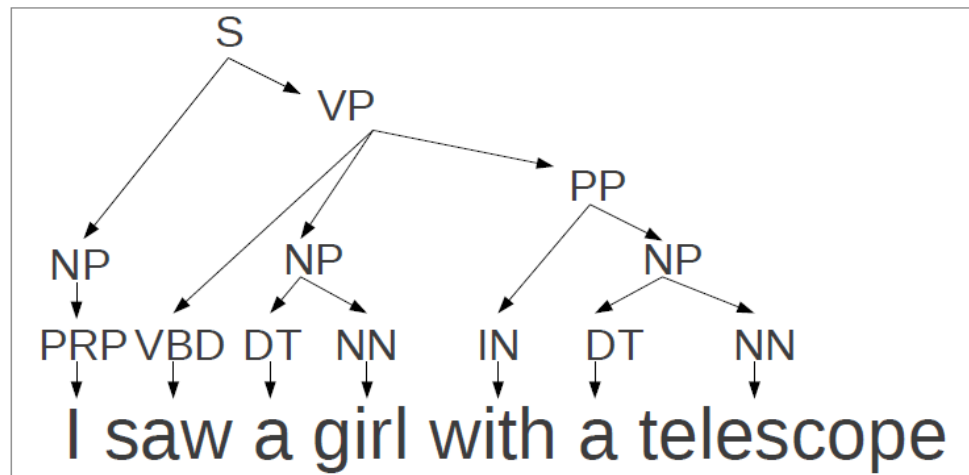 S
VP
PP
NP NP NP
PRP VBD DT NN IN DT NN
I saw a girl with a telescope